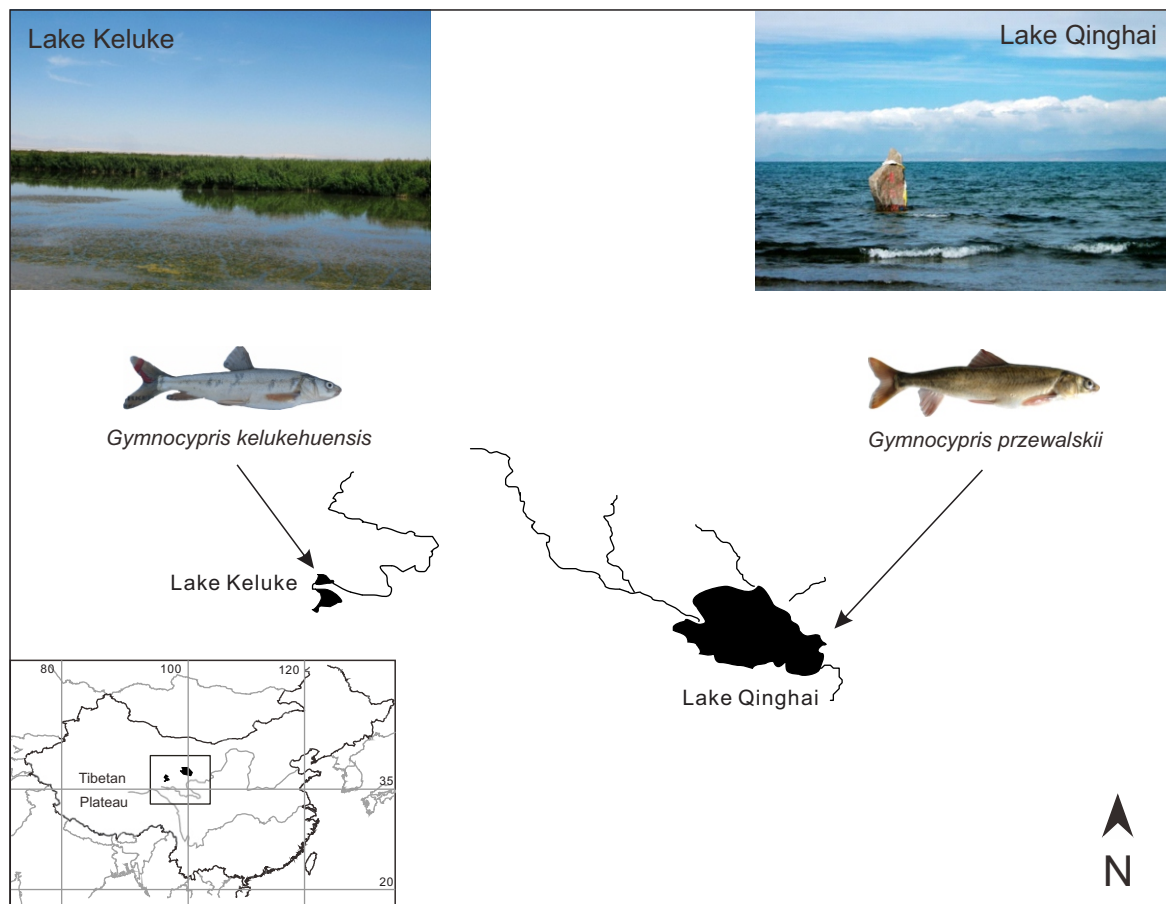 Lake Keluke
Lake Qinghai
Gymnocypris kelukehuensis
Gymnocypris przewalskii
Lake Keluke
Lake Qinghai
80
100
120
Tibetan
Plateau
35
20
N